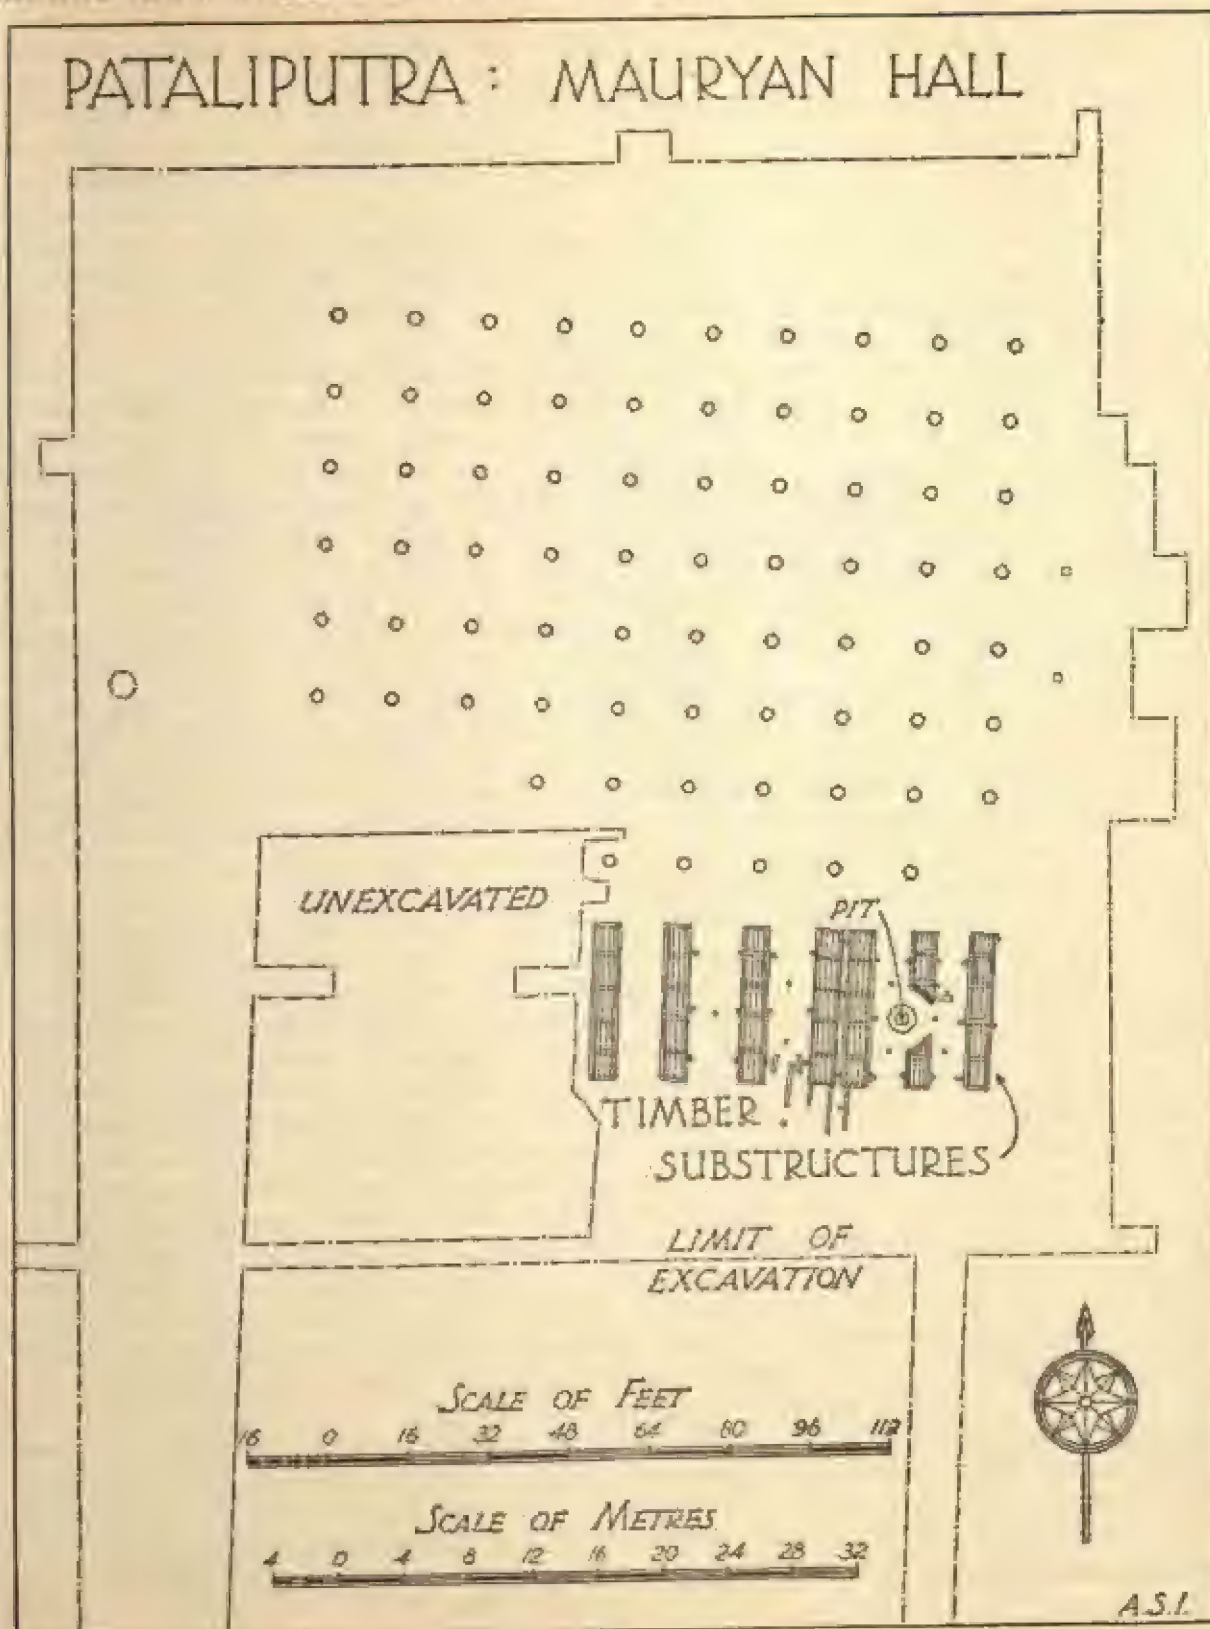 PATALIPUTRA : MAURYAN HALL
UNEXCAVATED
PIT
TIMBER
SUBSTRUCTURES
LIMIT OF
EXCAVATION
SCALE OF FEET
16 0 16 32 48 64 80 96 112
SCALE OF METRES
4 0 4 8 12 16 20 24 28 32
A.S.I.